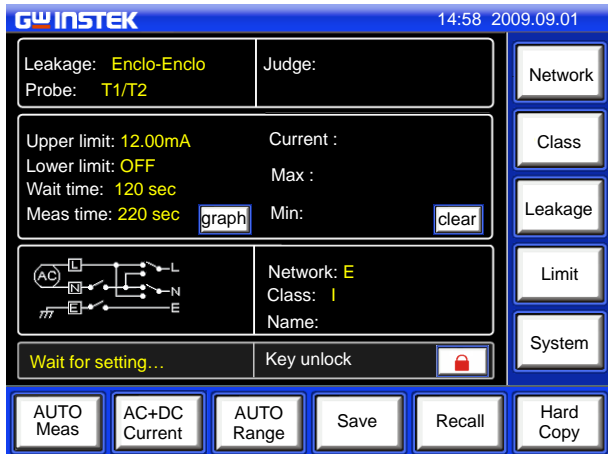 GWINSTEK 14:58 2009.09.01
Leakage: Enclo-Enclo
Probe: T1/T2
Judge:
Upper limit: 12.00mA
Lower limit: OFF
Wait time: 120 sec
Meas time: 220 sec
graph
Current :
Max :
Min:
clear
AC
L
N
E
L
N
E
Network: E
Class: I
Name:
Wait for setting…
Key unlock
Network
Class
Leakage
Limit
System
AUTO
Meas
AC+DC
Current
AUTO
Range
Save
Recall
Hard
Copy